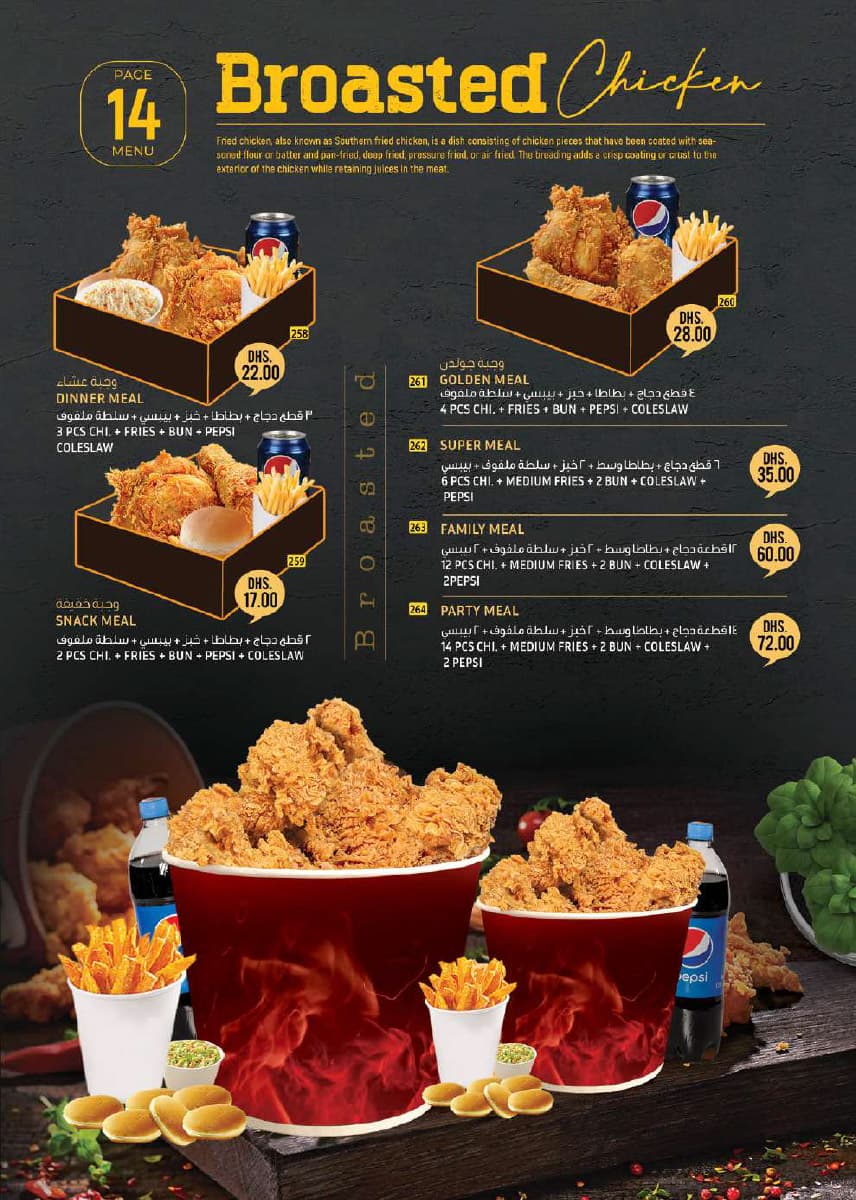 PAGE
14
MENU
Broasted Chicken
Fried chicken, also known as Southern fried chicken, is a dish consisting of chicken pieces that have been coated with sea-
soned flour or batter and pan-fried, deep fried, pressure fried, or air fried. The breading adds a crisp coating or crust to the
exterior of the chicken while retaining juices in the meat.
258
DHS.
22.00
وجبة عشاء
DINNER MEAL
٣ قطع دجاج + بطاطا + خبز + بيبسي + سلطة ملفوف
3 PCS CHI. + FRIES + BUN + PEPSI
COLESLAW
259
DHS.
17.00
وجبة خفيفة
SNACK MEAL
٢ قطع دجاج + بطاطا + خبز + بيبسي + سلطة ملفوف
2 PCS CHI. + FRIES + BUN + PEPSI + COLESLAW
Broasted
260
DHS.
28.00
وجبة جولدن
261 GOLDEN MEAL
٤ قطع دجاج + بطاطا + خبز + بيبسي + سلطة ملفوف
4 PCS CHI. + FRIES + BUN + PEPSI + COLESLAW
262 SUPER MEAL
٦ قطع دجاج + بطاطا وسط + ٢ خبز + سلطة ملفوف + بيبسي
6 PCS CHI. + MEDIUM FRIES + 2 BUN + COLESLAW +
PEPSI
DHS.
35.00
263 FAMILY MEAL
١٢ قطعة دجاج + بطاطا وسط + ٢ خبز + سلطة ملفوف + ٢ بيبسي
12 PCS CHI. + MEDIUM FRIES + 2 BUN + COLESLAW +
2PEPSI
DHS.
60.00
264 PARTY MEAL
١٤ قطعة دجاج + بطاطا وسط + ٢ خبز + سلطة ملفوف + ٢ بيبسي
14 PCS CHI. + MEDIUM FRIES + 2 BUN + COLESLAW +
2 PEPSI
DHS.
72.00
pepsi